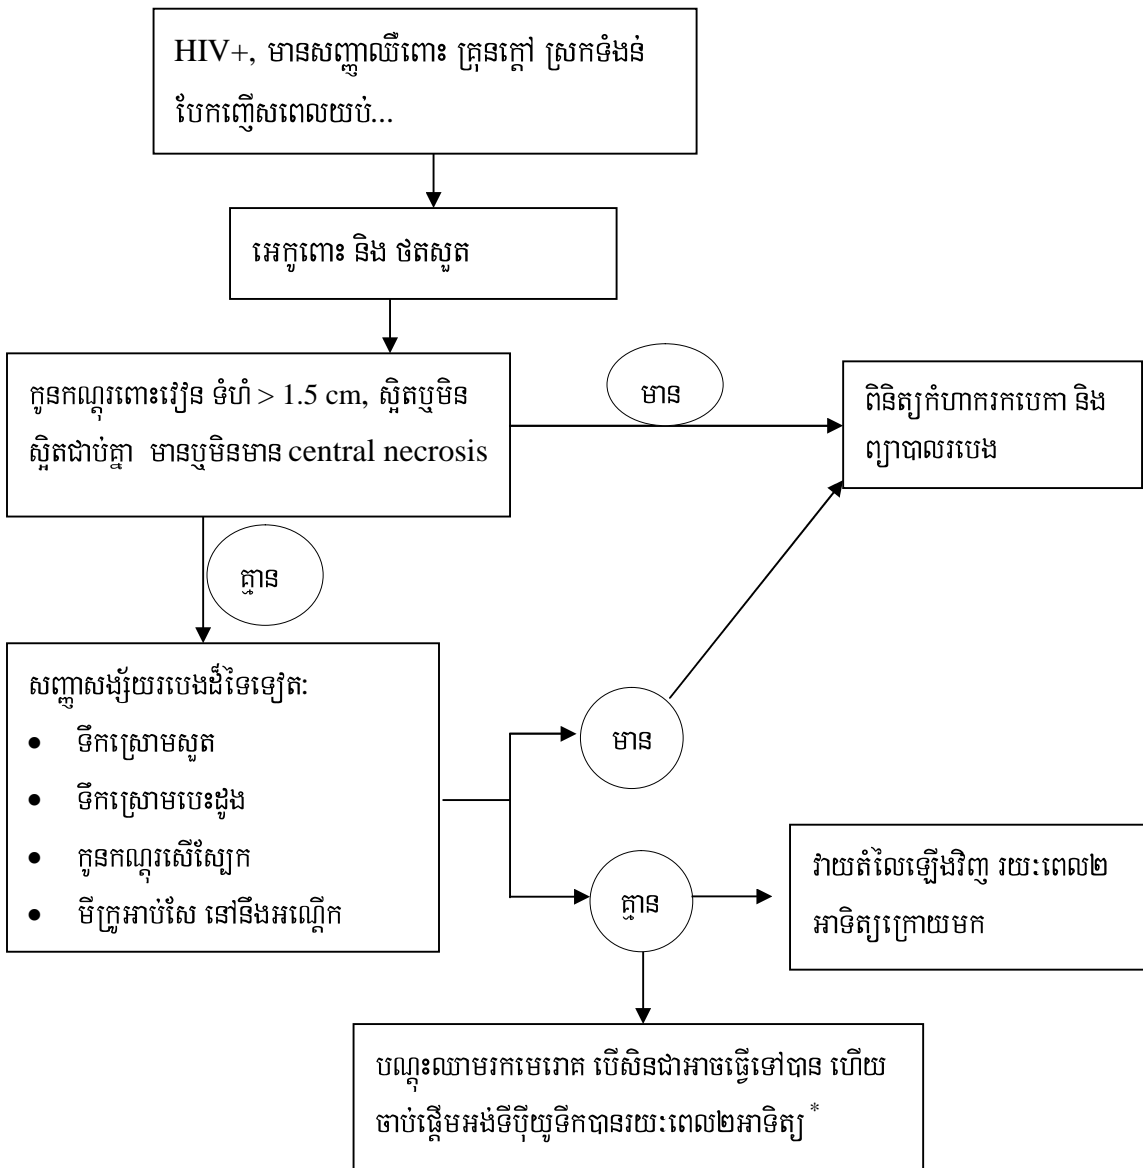 HIV+, មានសញ្ញាឈឺពោះ គ្រុនក្តៅ ស្រកទំងន់
បែកញើសពេលយប់...
អេកូពោះ និង ថតសួត
កូនកណ្តុរពោះវៀន ទំហំ > 1.5 cm, ស្អិតឬមិន
ស្អិតជាប់គ្នា មានឬមិនមាន central necrosis
មាន
ពិនិត្យកំហាករកបេកា និង
ព្យាបាលរបេង
គ្មាន
សញ្ញាសង្ស័យរបេងដ៏ទៃទៀត:
• ទឹកស្រោមសួត
• ទឹកស្រោមបេះដូង
• កូនកណ្តុរសើស្បែក
• មីក្រូអាប់សែ នៅនឹងអណ្តើក
មាន
គ្មាន
វាយតំលៃឡើងវិញ រយ:ពេល២
អាទិត្យក្រោយមក
បណ្តុះឈាមរកមេរោគ បើសិនជាអាចធ្វើទៅបាន ហើយ
ចាប់ផ្តើមអង់ទីប៊ីយូទីកបានរយ:ពេល២អាទិត្យ *